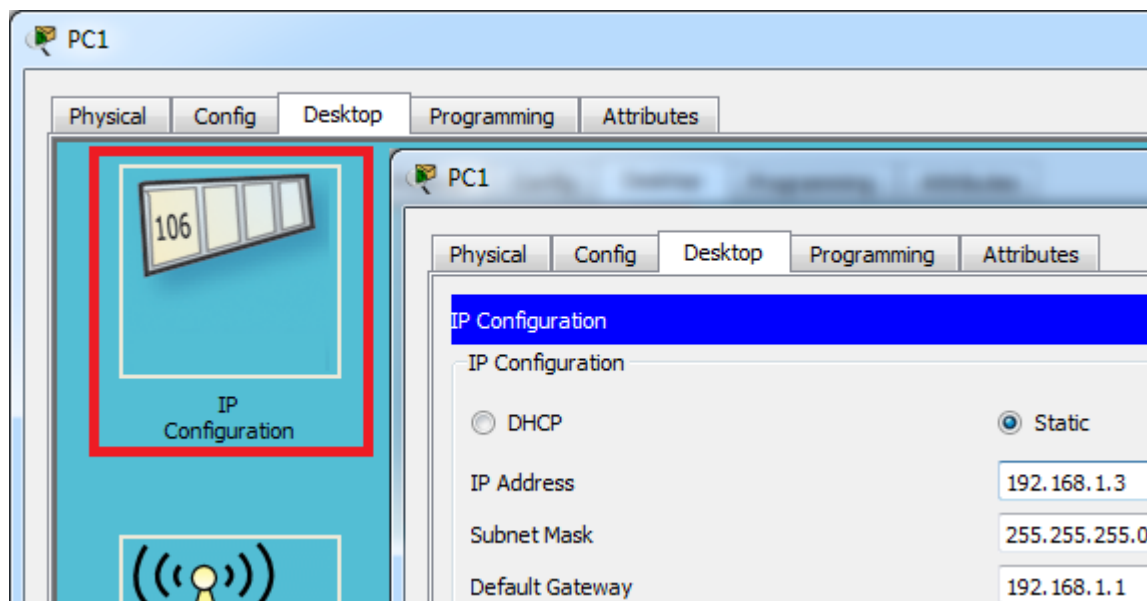 PC1
Physical Config Desktop Programming Attributes
106
IP
Configuration
PC1
Physical Config Desktop Programming Attributes
IP Configuration
IP Configuration
DHCP Static
IP Address 192.168.1.3
Subnet Mask 255.255.255.0
Default Gateway 192.168.1.1